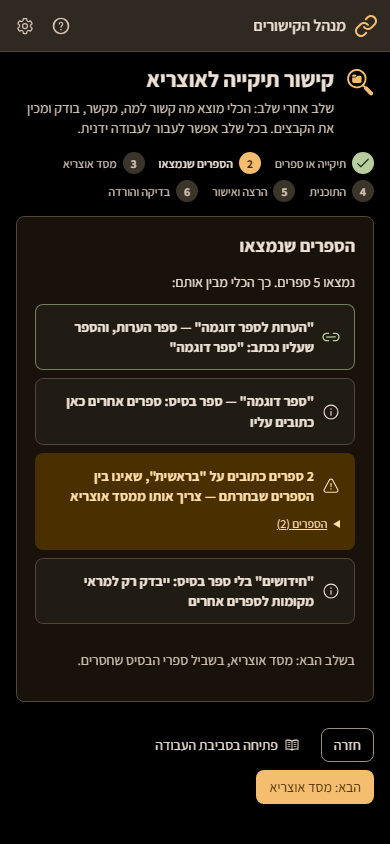 מנהל הקישורים
קישור תיקייה לאוצריא
שלב אחרי שלב: הכלי מוצא מה קשור למה, מקשר, בודק ומכין
את הקבצים. בכל שלב אפשר לעבור לעבודה ידנית.
תיקייה או ספרים 2 הספרים שנמצאו 3 מסד אוצריא
4 התוכנית 5 הרצה ואישור 6 בדיקה והורדה
הספרים שנמצאו
נמצאו 5 ספרים. כך הכלי מבין אותם:
"הערות לספר דוגמה" — ספר הערות, והספר
שעליו נכתב: "ספר דוגמה"
"ספר דוגמה" — ספר בסיס: ספרים אחרים כאן
כתובים עליו
2 ספרים כתובים על "בראשית", שאינו בין
הספרים שבחרתם — צריך אותו ממסד אוצריא
הספרים (2)
"חידושים" בלי ספר בסיס: ייבדק רק למראי
מקומות לספרים אחרים
בשלב הבא: מסד אוצריא, בשביל ספרי הבסיס שחסרים.
חזרה
פתיחה בסביבת העבודה
הבא: מסד אוצריא